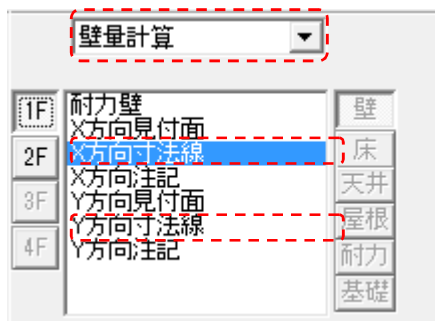 壁量計算
1F
2F
3F
4F
耐力壁
X方向見付面
X方向寸法線
X方向注記
Y方向見付面
Y方向寸法線
Y方向注記
壁
床
天井
屋根
耐力
基礎